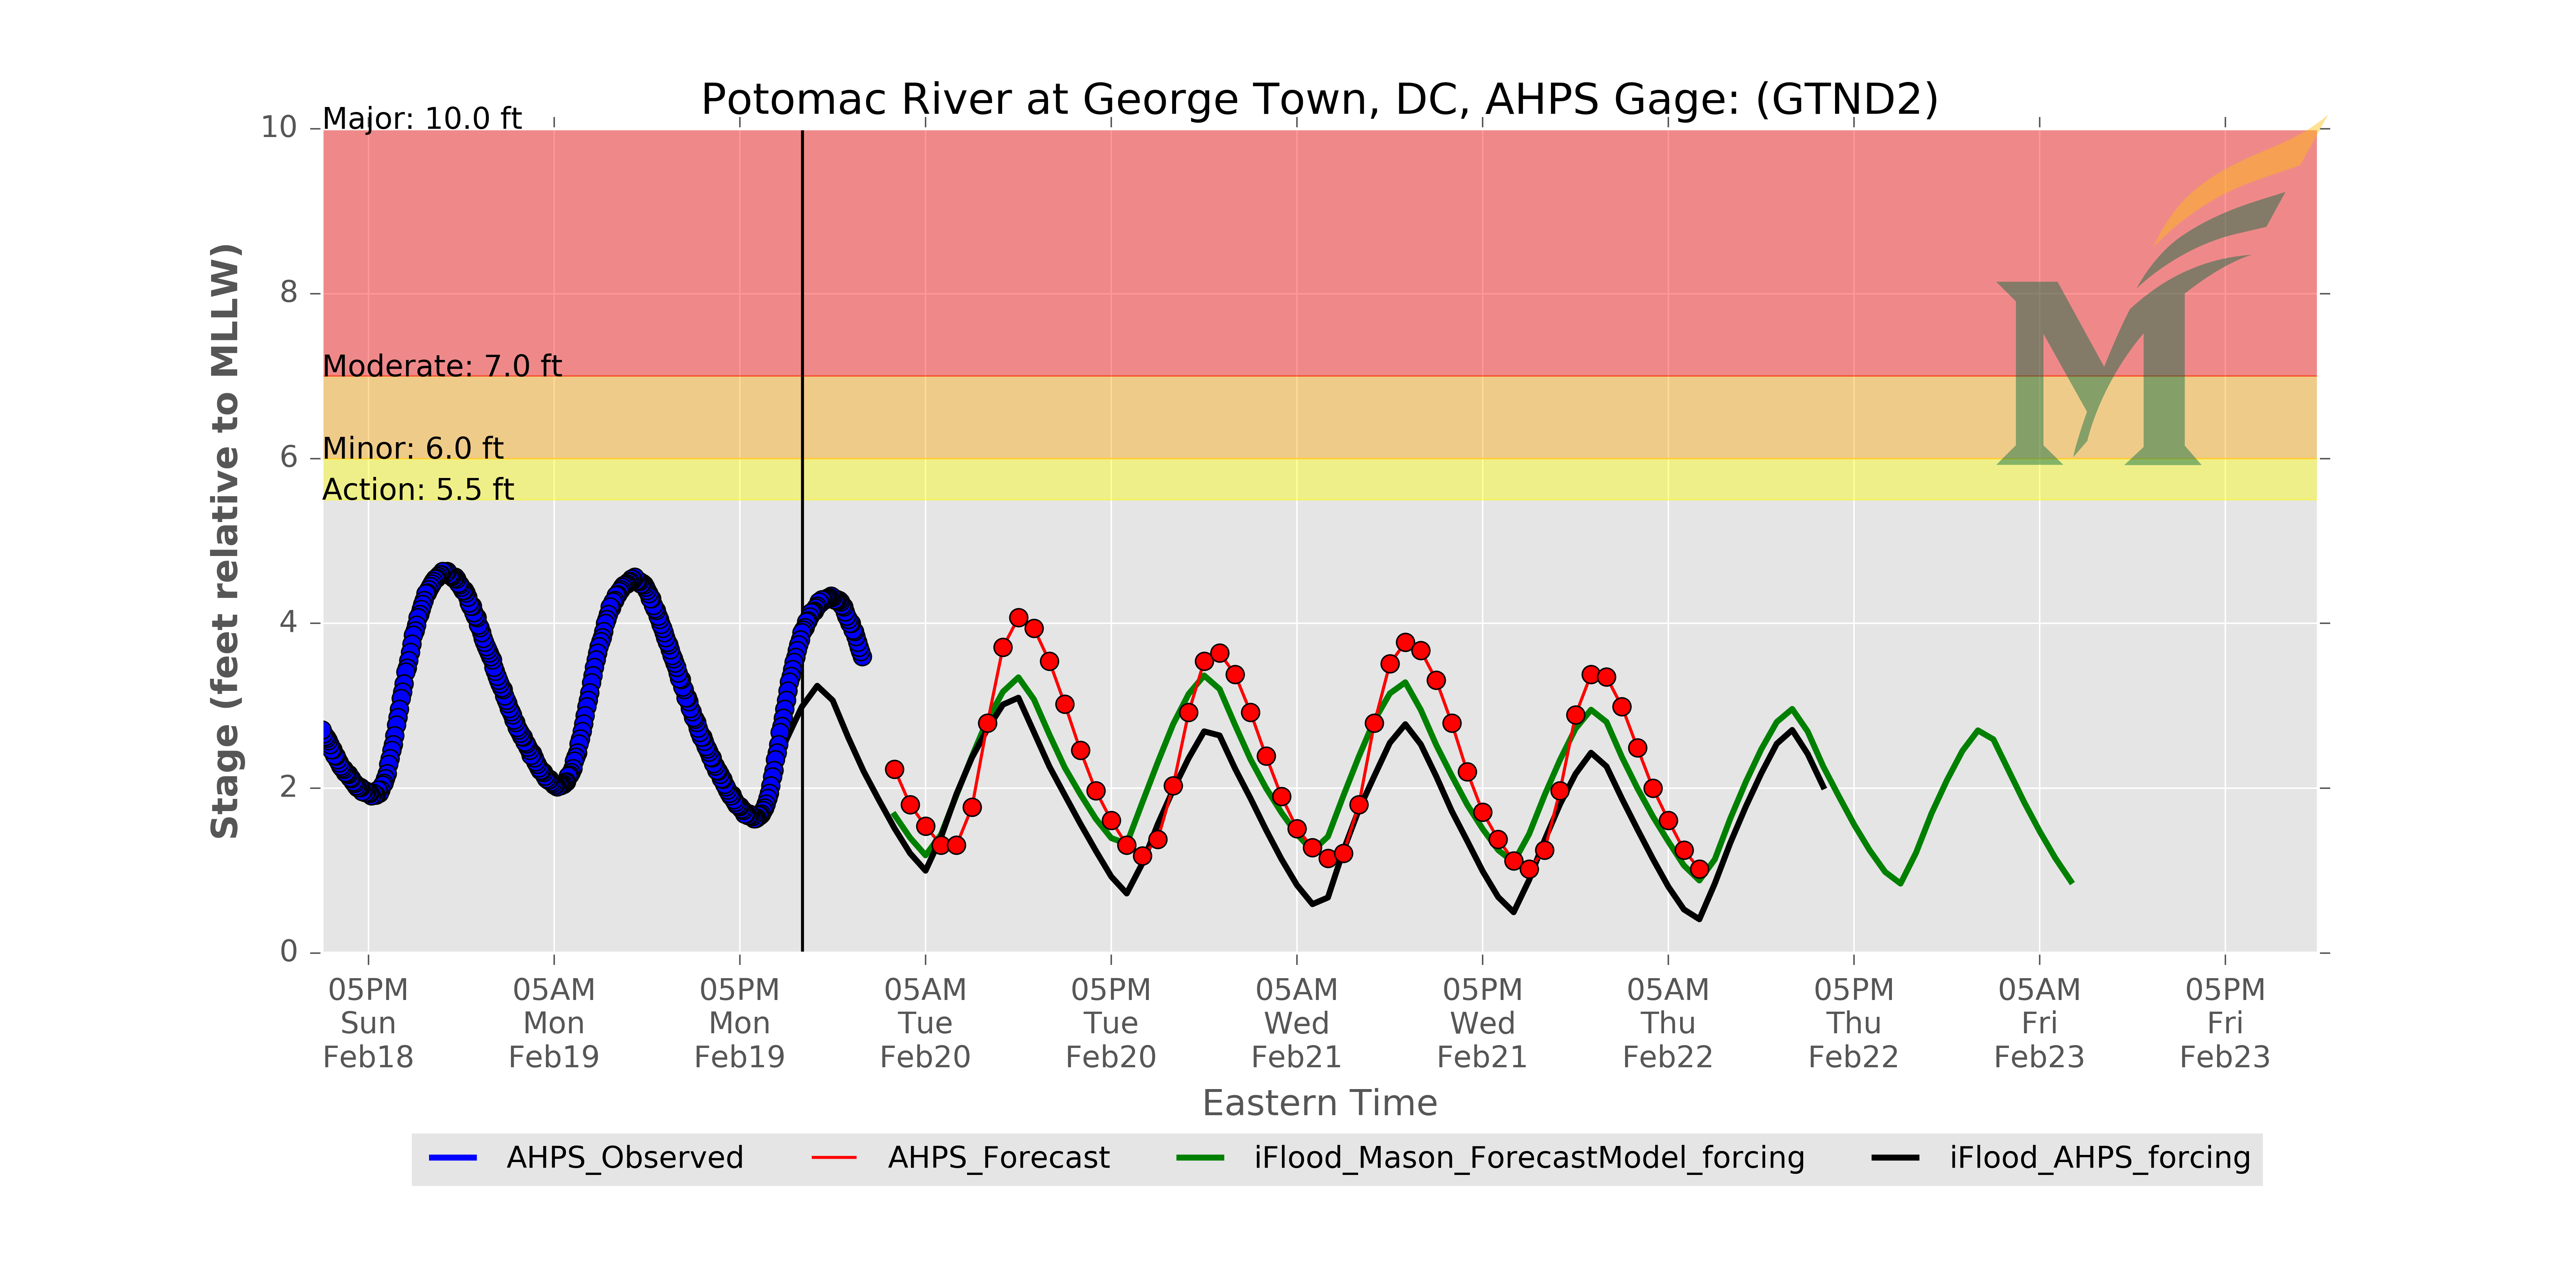 Potomac River at George Town, DC, AHPS Gage: (GTND2)
Major: 10.0 ft
Moderate: 7.0 ft
Minor: 6.0 ft
Action: 5.5 ft
Stage (feet relative to MLLW)
10
8
6
4
2
0
05PM 05AM 05PM 05AM 05PM 05AM 05PM 05AM 05PM 05AM 05PM
Sun Mon Mon Tue Tue Wed Wed Thu Thu Fri Fri
Feb18 Feb19 Feb19 Feb20 Feb20 Feb21 Feb21 Feb22 Feb22 Feb23 Feb23
Eastern Time
AHPS_Observed AHPS_Forecast iFlood_Mason_ForecastModel_forcing iFlood_AHPS_forcing
M